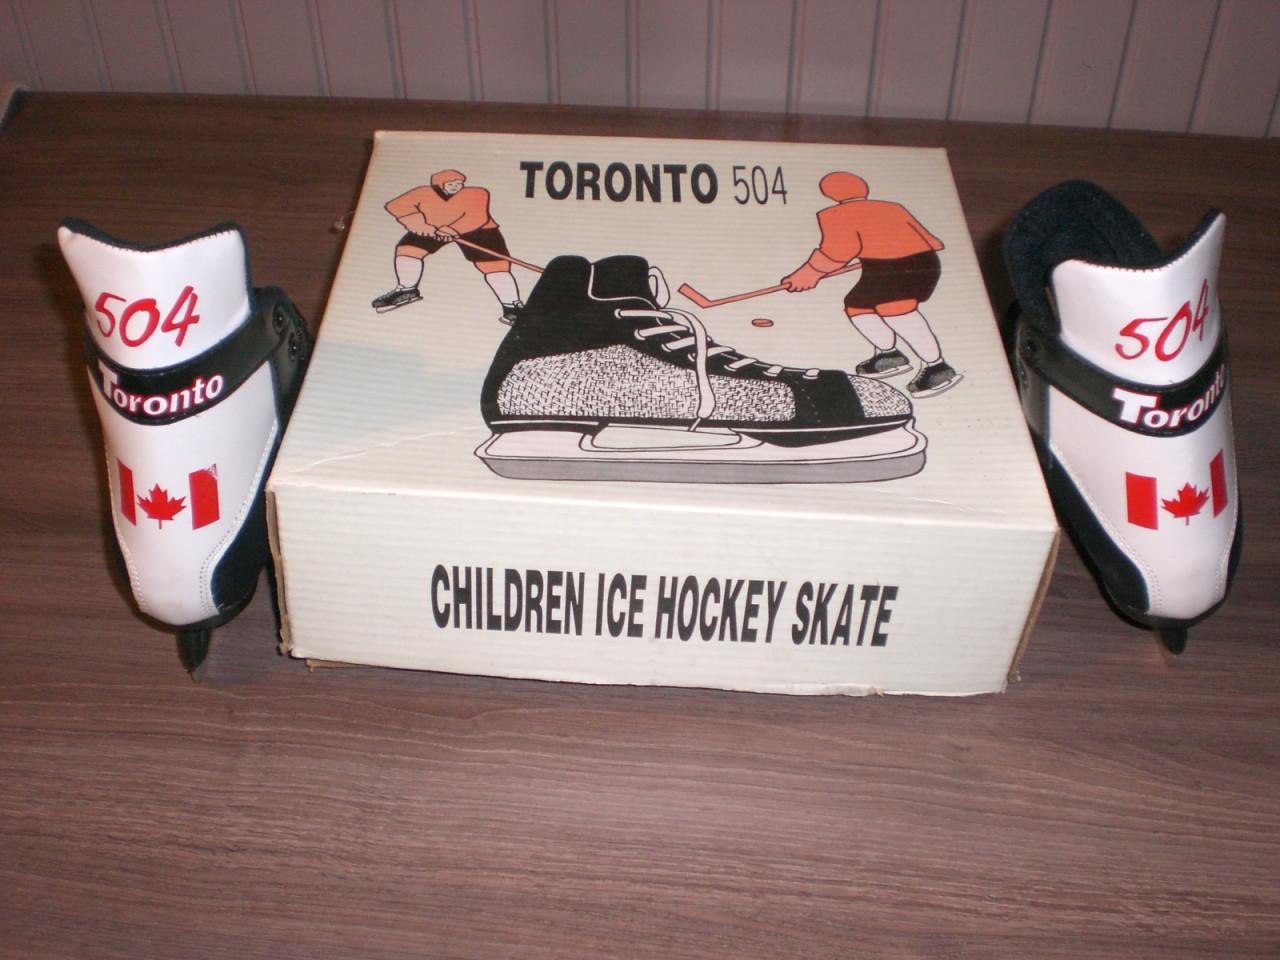 TORONTO 504
504
Toronto
504
Toronto
CHILDREN ICE HOCKEY SKATE